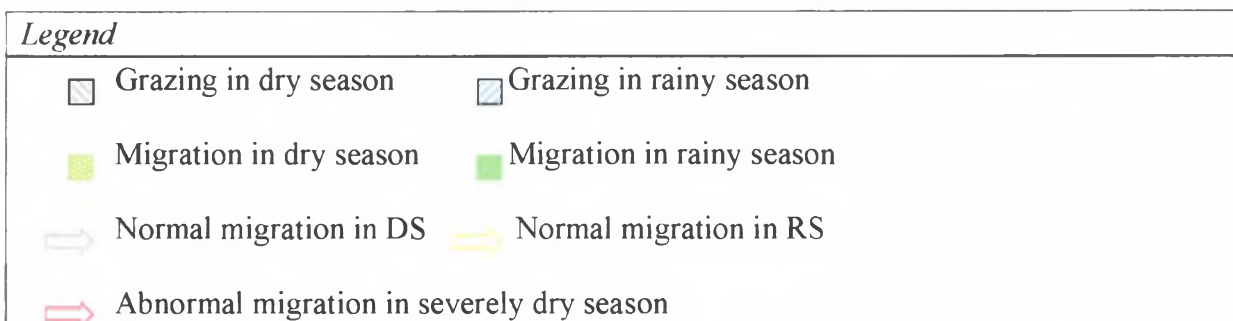 Legend
Grazing in dry season Grazing in rainy season
Migration in dry season Migration in rainy season
Normal migration in DS Normal migration in RS
Abnormal migration in severely dry season